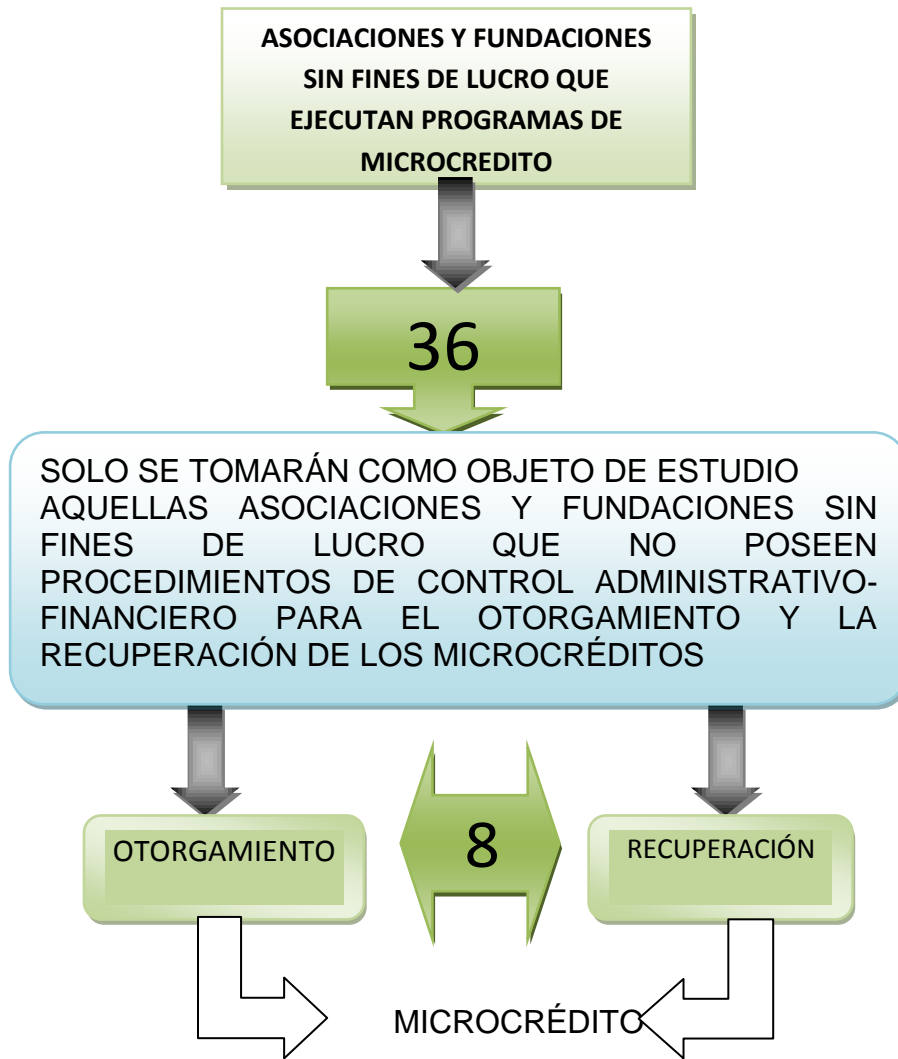 ASOCIACIONES Y FUNDACIONES
SIN FINES DE LUCRO QUE
EJECUTAN PROGRAMAS DE
MICROCREDITO
36
SOLO SE TOMARÁN COMO OBJETO DE ESTUDIO
AQUELLAS ASOCIACIONES Y FUNDACIONES SIN
FINES DE LUCRO QUE NO POSEEN
PROCEDIMIENTOS DE CONTROL ADMINISTRATIVO-
FINANCIERO PARA EL OTORGAMIENTO Y LA
RECUPERACIÓN DE LOS MICROCRÉDITOS
OTORGAMIENTO
8
RECUPERACIÓN
MICROCRÉDITO